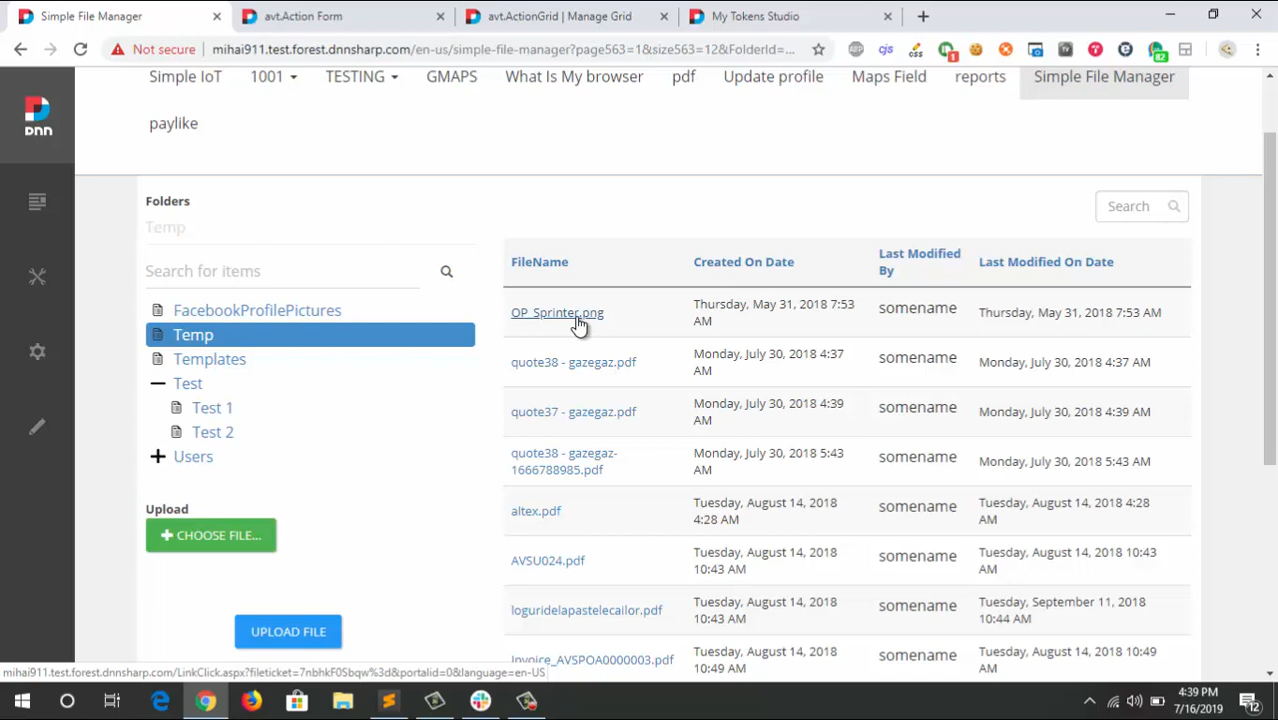 Simple File Manager
avt.Action Form
avt.ActionGrid | Manage Grid
My Tokens Studio
Not secure
mihai911.test.forest.dnnsharp.com/en-us/simple-file-manager?page563=1&size563=12&FolderId=...
Simple IoT
1001
TESTING
GMAPS
What Is My browser
pdf
Update profile
Maps Field
reports
Simple File Manager
paylike
DNN
Folders
Temp
Search
Search for items
FacebookProfilePictures
Temp
Templates
Test
Test 1
Test 2
Users
Upload
+ CHOOSE FILE...
UPLOAD FILE
FileName
Created On Date
Last Modified
By
Last Modified On Date
OP_Sprinter.png
Thursday, May 31, 2018 7:53
AM
somename
Thursday, May 31, 2018 7:53 AM
quote38 - gazegaz.pdf
Monday, July 30, 2018 4:37
AM
somename
Monday, July 30, 2018 4:37 AM
quote37 - gazegaz.pdf
Monday, July 30, 2018 4:39
AM
somename
Monday, July 30, 2018 4:39 AM
quote38 - gazegaz-
1666788985.pdf
Monday, July 30, 2018 5:43
AM
somename
Monday, July 30, 2018 5:43 AM
altex.pdf
Tuesday, August 14, 2018
4:28 AM
somename
Tuesday, August 14, 2018 4:28
AM
AVSU024.pdf
Tuesday, August 14, 2018
10:43 AM
somename
Tuesday, August 14, 2018 10:43
AM
loguridelapastelecailor.pdf
Tuesday, August 14, 2018
10:43 AM
somename
Tuesday, September 11, 2018
10:44 AM
Invoice_AVSPOA0000003.pdf
Tuesday, August 14, 2018
10:49 AM
somename
Tuesday, August 14, 2018 10:49
AM
mihai911.test.forest.dnnsharp.com/LinkClick.aspx?fileticket=7nbhkF0Sbqw%3d&portalid=0&language=en-US
4:39 PM
7/16/2019
12